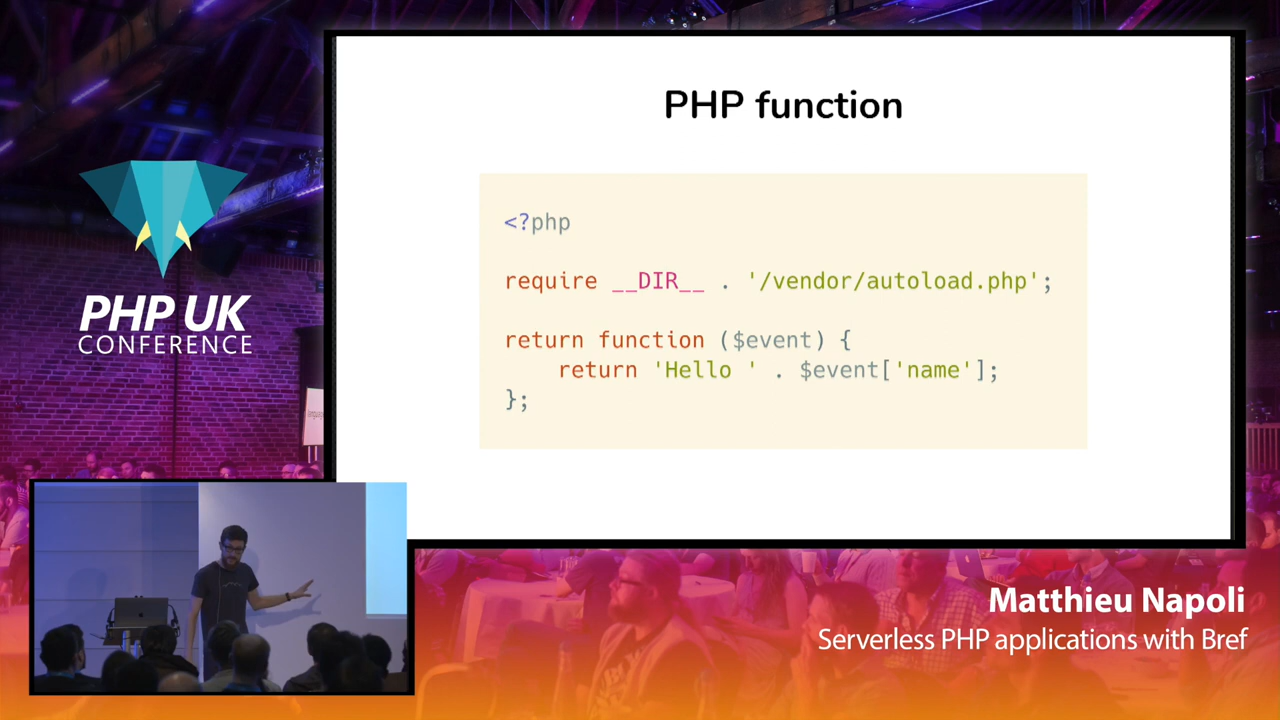 PHP function
<?php
require __DIR__ . '/vendor/autoload.php';
return function ($event) {
    return 'Hello ' . $event['name'];
};
PHP UK
CONFERENCE
Matthieu Napoli
Serverless PHP applications with Bref